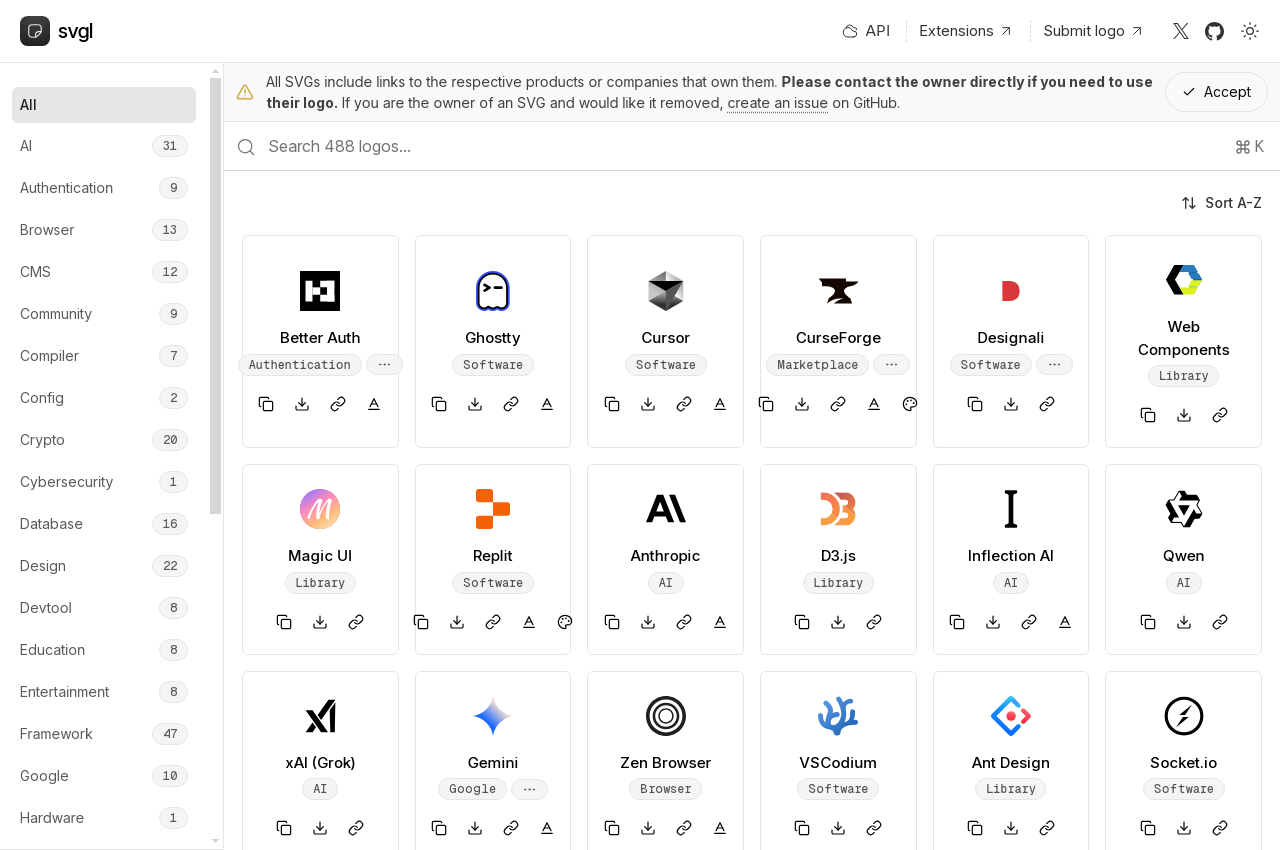 svgl
API
Extensions
Submit logo
All
AI 31
Authentication 9
Browser 13
CMS 12
Community 9
Compiler 7
Config 2
Crypto 20
Cybersecurity 1
Database 16
Design 22
Devtool 8
Education 8
Entertainment 8
Framework 47
Google 10
Hardware 1
All SVGs include links to the respective products or companies that own them. Please contact the owner directly if you need to use
their logo. If you are the owner of an SVG and would like it removed, create an issue on GitHub.
Accept
Search 488 logos...
⌘ K
Sort A-Z
Better Auth
Authentication ...
Ghostty
Software
Cursor
Software
CurseForge
Marketplace ...
Designali
Software ...
Web
Components
Library
Magic UI
Library
Replit
Software
Anthropic
AI
D3.js
Library
Inflection AI
AI
Qwen
AI
xAI (Grok)
AI
Gemini
Google ...
Zen Browser
Browser
VSCodium
Software
Ant Design
Library
Socket.io
Software